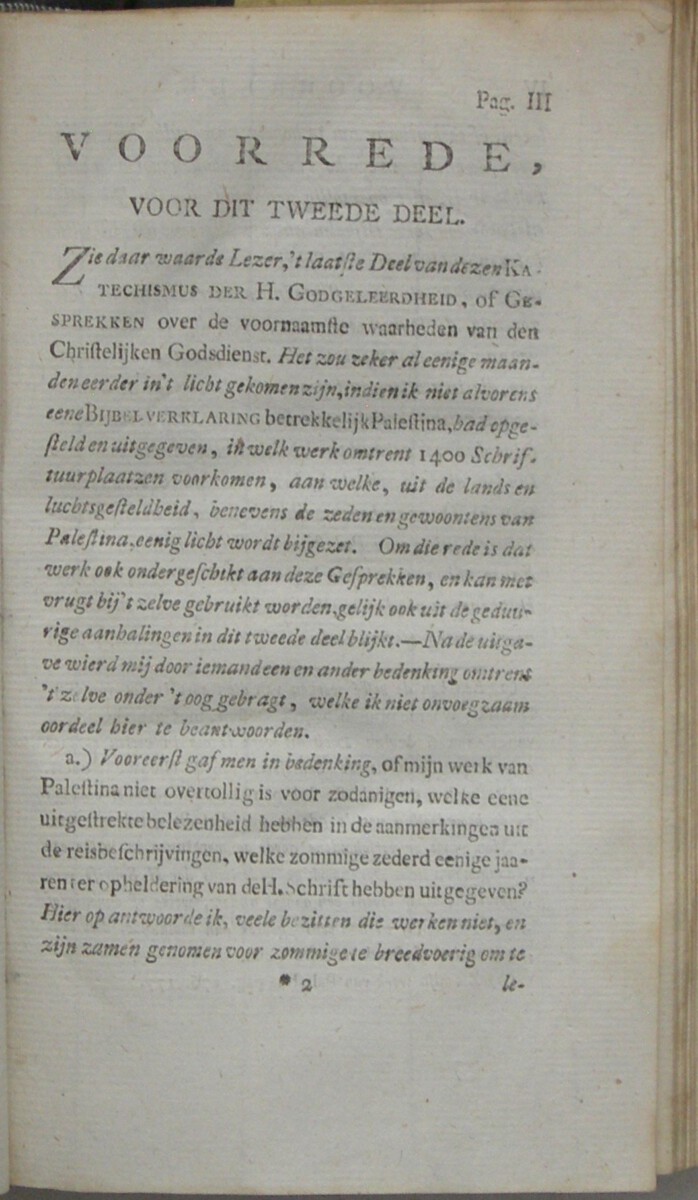 Pag. III
VOORREDE,
VOOR DIT TWEEDE DEEL.
Zie daar waarde Lezer,'t laatſte Deel van dezen KA-
TECHISMUS DER H. GODGELEERDHEID, of GE-
SPREKKEN over de voornaamſte waarheden van den
Chriſtelijken Godsdienst. Het zou zeker al eenige maan-
den eerder in't licht gekomen zijn, indien ik niet alvorens
eene BIJBELVERKLARING betrekkelijk Paleſtina, had opge-
ſteld en uitgegeven, in welk werk omtrent 1400 Schrif-
tuurplaatzen voorkomen, aan welke, uit de lands en
luchtsgeſteldheid, benevens de zeden en gewoontens van
Paleſtina, eenig licht wordt bijgezet. Om die rede is dat
werk ook ondergeſchikt aan deze Geſprekken, en kan met
vrugt bij't zelve gebruikt worden, gelijk ook uit de geduu-
rige aanhalingen in dit tweede deel blijkt.—Na de uitga-
ve wierd mij door iemand een en ander bedenking omtrent
't zelve onder 't oog gebragt, welke ik niet onvoegzaam
oordeel hier te beantwoorden.
a.) Vooreerſt gaf men in bedenking, of mijn werk van
Paleſtina niet overtollig is voor zodanigen, welke eene
uitgeſtrekte belezenheid hebben in de aanmerkingen uit
de reisbeſchrijvingen, welke zommige zederd eenige jaa-
ren ter opheldering van de H. Schrift hebben uitgegeven?
Hier op antwoorde ik, veele bezitten die werken niet, en
zijn zamen genomen voor zommige te breedvoerig om te
* 2 le-